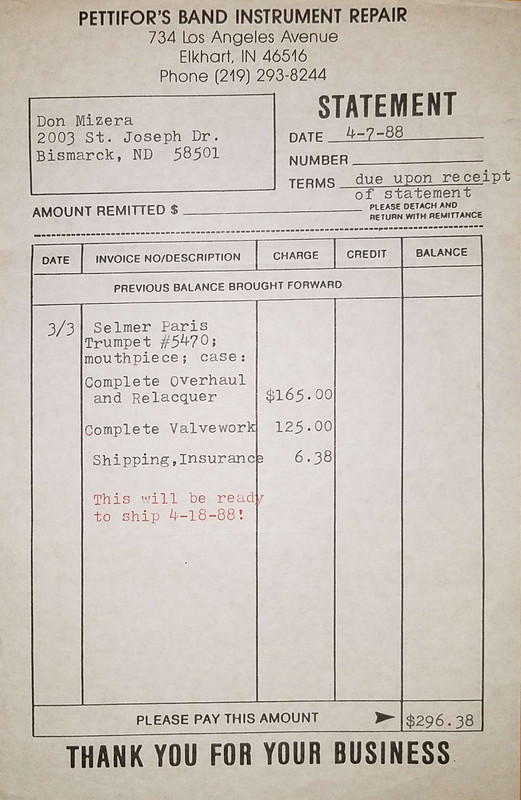 PETTIFOR'S BAND INSTRUMENT REPAIR
734 Los Angeles Avenue
Elkhart, IN 46516
Phone (219) 293-8244
Don Mizera
2003 St. Joseph Dr.
Bismarck, ND 58501
STATEMENT
DATE 4-7-88
NUMBER
TERMS due upon receipt
of statement
AMOUNT REMITTED $
PLEASE DETACH AND
RETURN WITH REMITTANCE
DATE INVOICE NO/DESCRIPTION CHARGE CREDIT BALANCE
PREVIOUS BALANCE BROUGHT FORWARD
3/3 Selmer Paris
Trumpet #5470;
mouthpiece; case:
Complete Overhaul
and Relacquer $165.00
Complete Valvework 125.00
Shipping,Insurance 6.38
This will be ready
to ship 4-18-88!
PLEASE PAY THIS AMOUNT $296.38
THANK YOU FOR YOUR BUSINESS